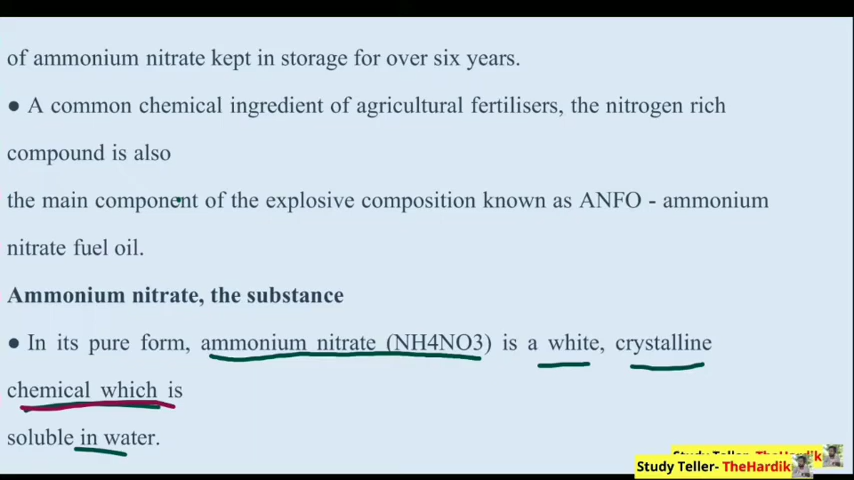 of ammonium nitrate kept in storage for over six years.
● A common chemical ingredient of agricultural fertilisers, the nitrogen rich
compound is also
the main component of the explosive composition known as ANFO - ammonium
nitrate fuel oil.
Ammonium nitrate, the substance
● In its pure form, ammonium nitrate (NH4NO3) is a white, crystalline
chemical which is
soluble in water.
Study Teller- TheHardik
Study Teller- TheHardik